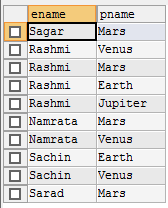 ename pname
Sagar Mars
Rashmi Venus
Rashmi Mars
Rashmi Earth
Rashmi Jupiter
Namrata Mars
Namrata Venus
Sachin Earth
Sachin Venus
Sarad Mars